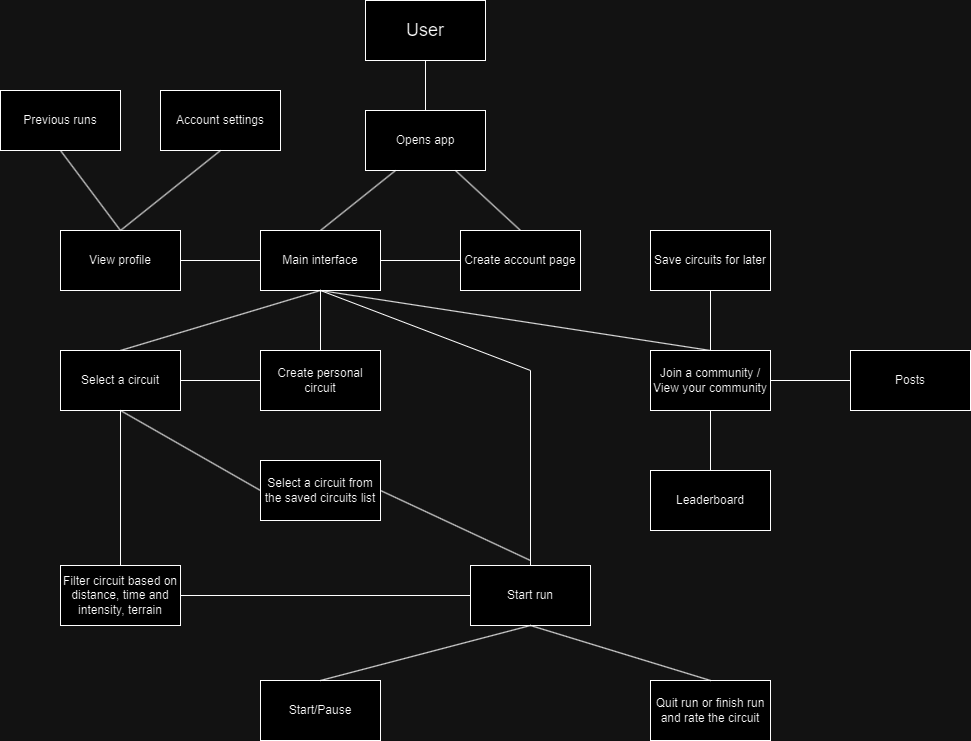 User
Previous runs
Account settings
Opens app
View profile
Main interface
Create account page
Save circuits for later
Select a circuit
Create personal
circuit
Join a community /
View your community
Posts
Select a circuit from
the saved circuits list
Leaderboard
Filter circuit based on
distance, time and
intensity, terrain
Start run
Start/Pause
Quit run or finish run
and rate the circuit